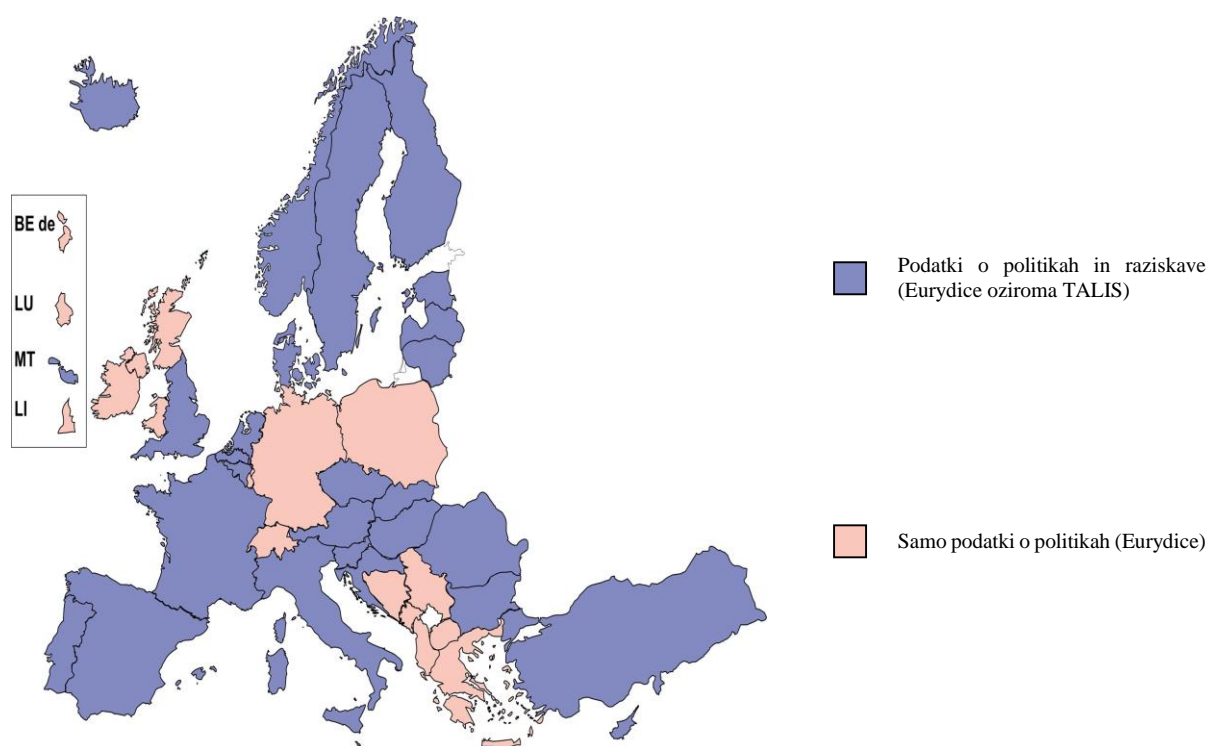 BE de
LU
MT
LI
Podatki o politikah in raziskave
(Eurydice oziroma TALIS)
Samo podatki o politikah (Eurydice)